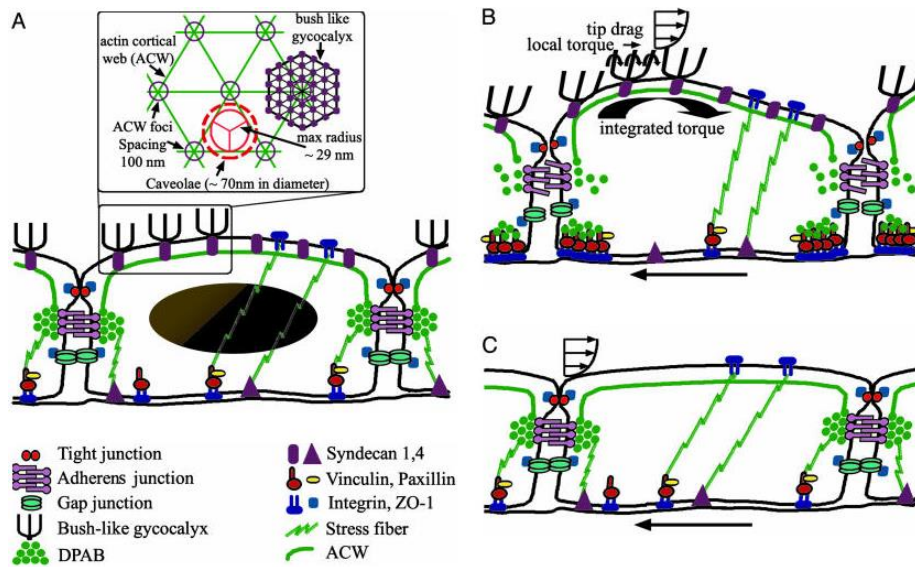 A
actin cortical
web (ACW)
bush like
gycocalyx
ACW foci
Spacing
100 nm
max radius
~ 29 nm
Caveolae (~ 70nm in diameter)
Tight junction
Adherens junction
Gap junction
Bush-like gycocalyx
DPAB
Syndecan 1,4
Vinculin, Paxillin
Integrin, ZO-1
Stress fiber
ACW
B
tip drag
local torque
integrated torque
C